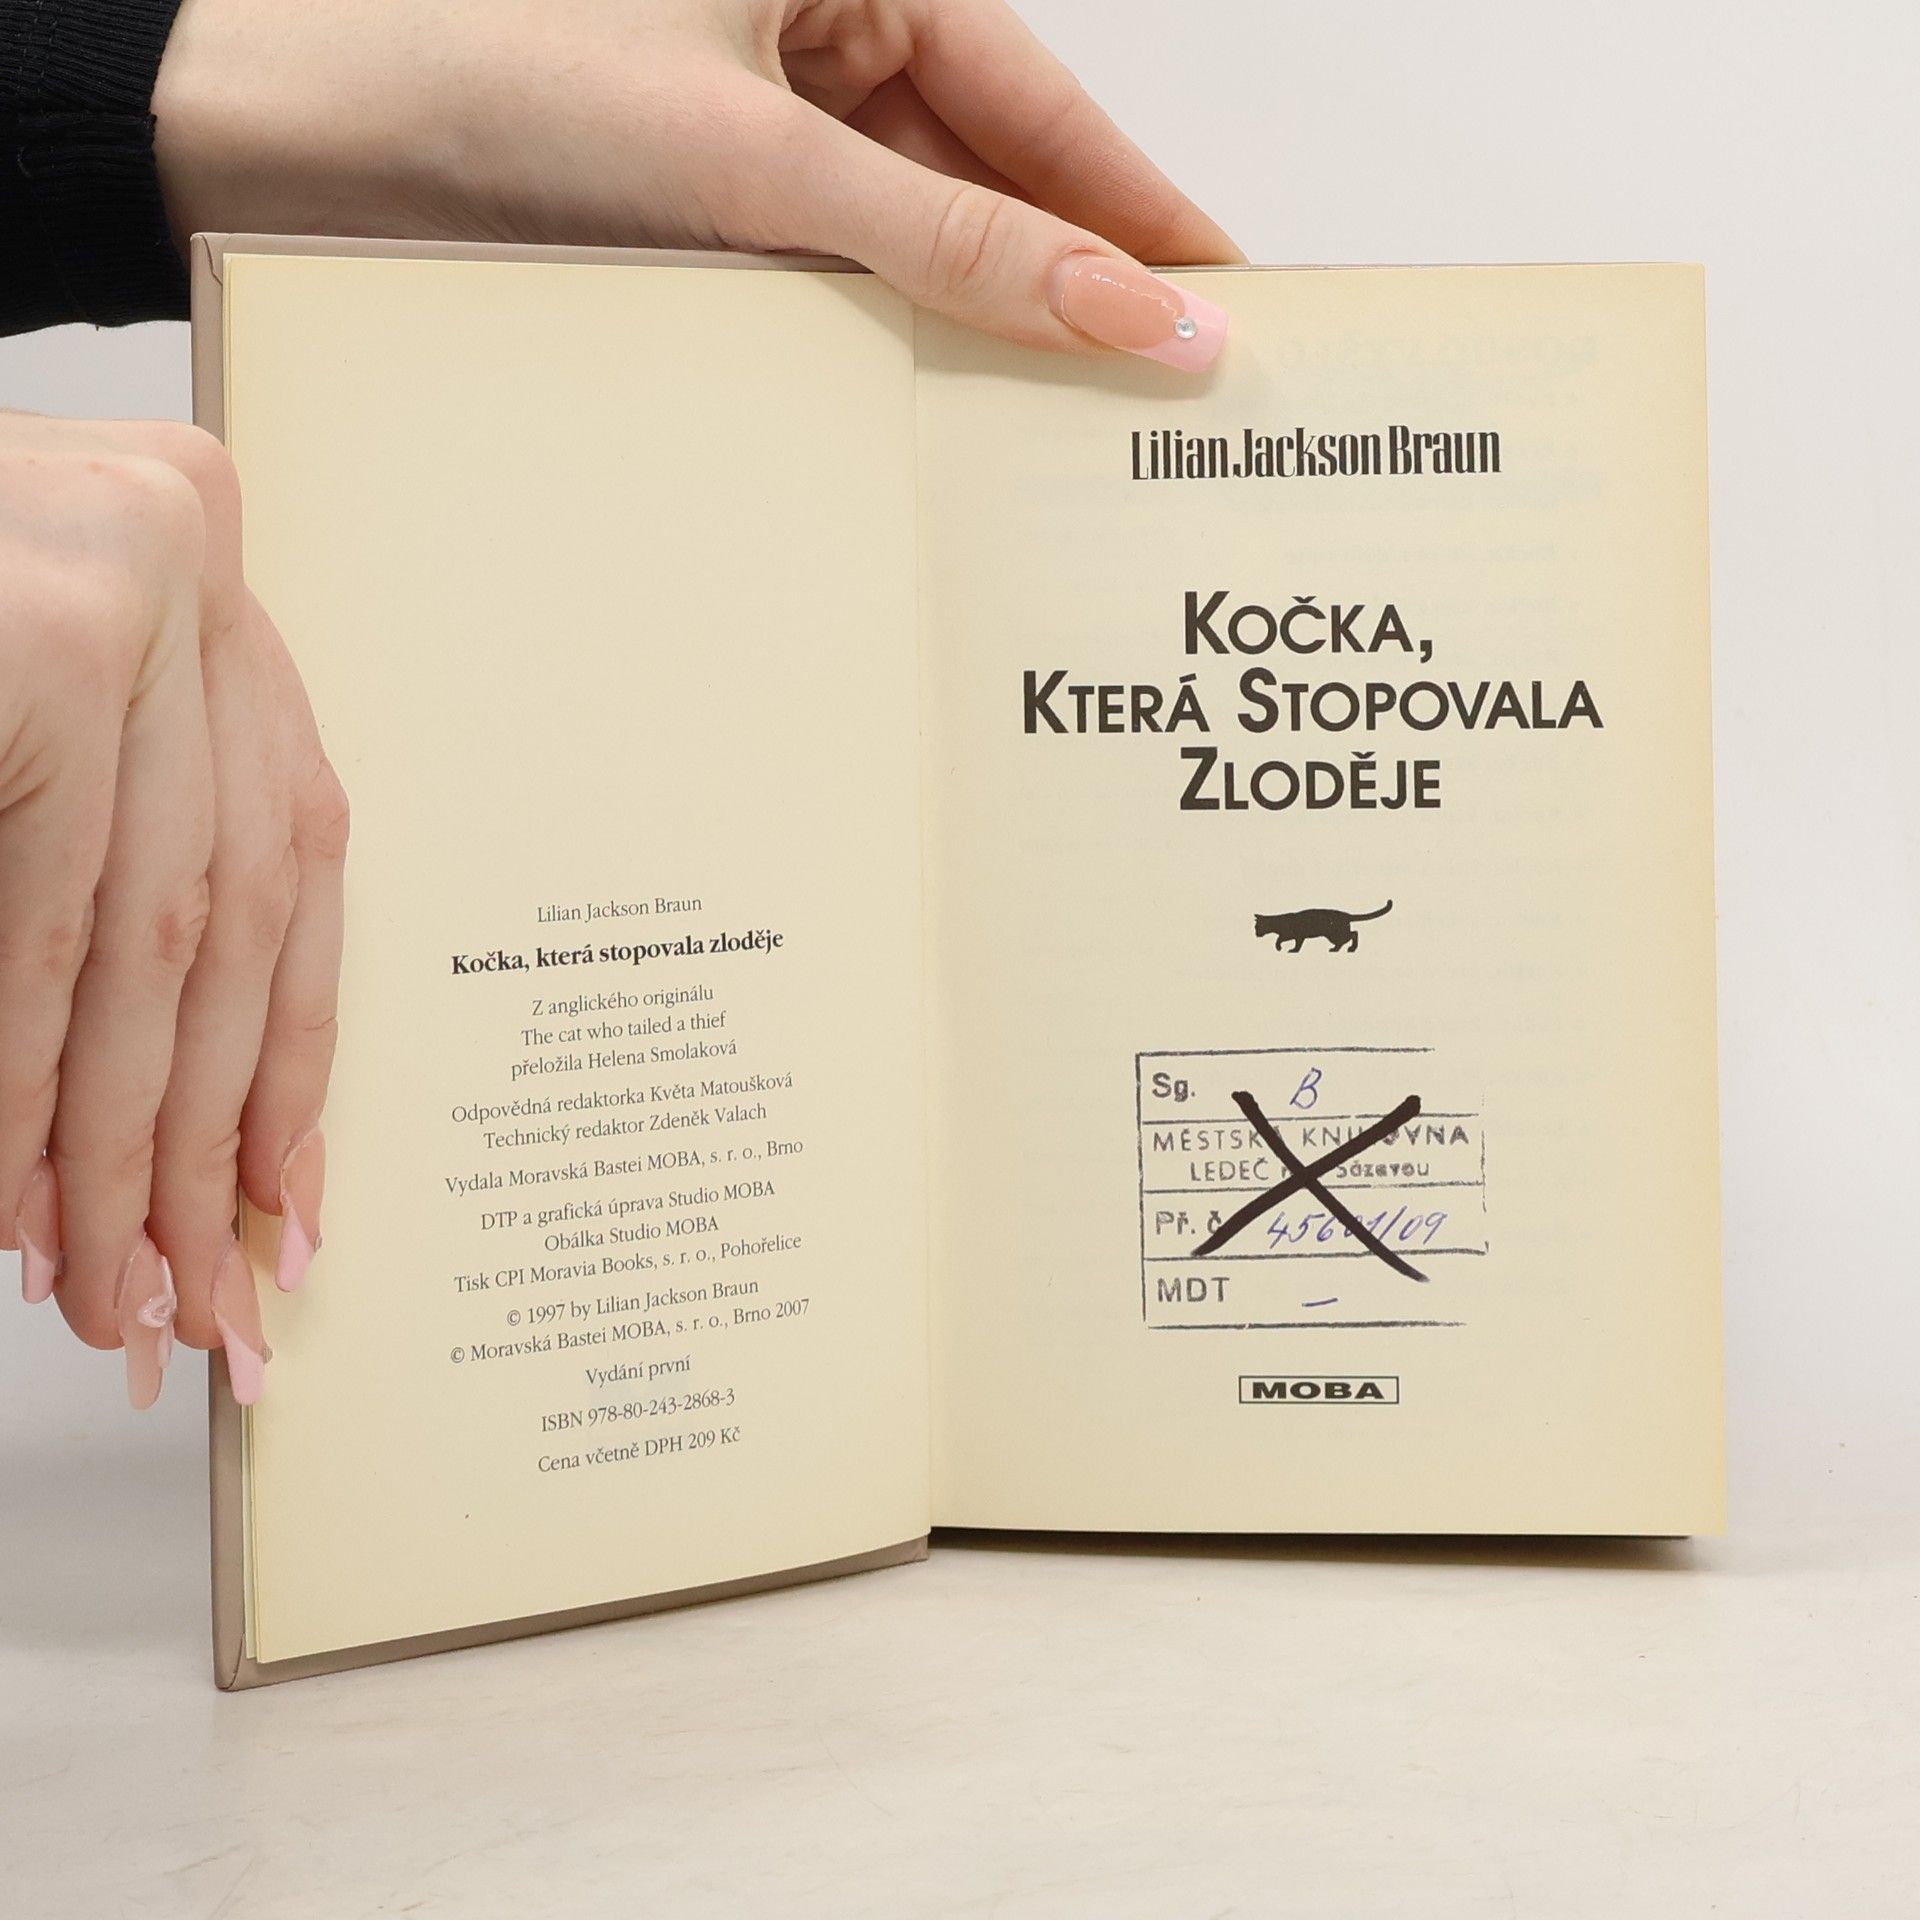 Lilian Jackson Braun
Kočka, která stopovala zloděje
Z anglického originálu
The cat who tailed a thief
přeložila Helena Smolaková
Odpovědná redaktorka Květa Matoušková
Technický redaktor Zdeněk Valach
Vydala Moravská Bastei MOBA, s. r. o., Brno
DTP a grafická úprava Studio MOBA
Obálka Studio MOBA
Tisk CPI Moravia Books, s. r. o., Pohořelice
© 1997 by Lilian Jackson Braun
© Moravská Bastei MOBA, s. r. o., Brno 2007
Vydání první
ISBN 978-80-243-2868-3
Cena včetně DPH 209 Kč
Lilian Jackson Braun
KOČKA,
KTERÁ STOPOVALA
ZLODĚJE
Sg. B
MĚSTSKÁ KNIHOVNA
LEDEČ Sázavou
Př. č 45601/09
MDT –
MOBA